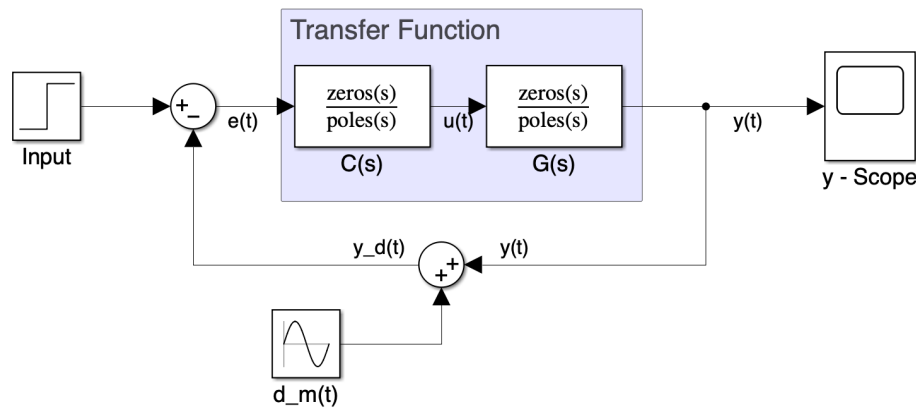 Transfer Function
zeros(s)
poles(s)
zeros(s)
poles(s)
+
−
e(t)
u(t)
y(t)
Input
C(s)
G(s)
y - Scope
y_d(t)
y(t)
+
+
d_m(t)